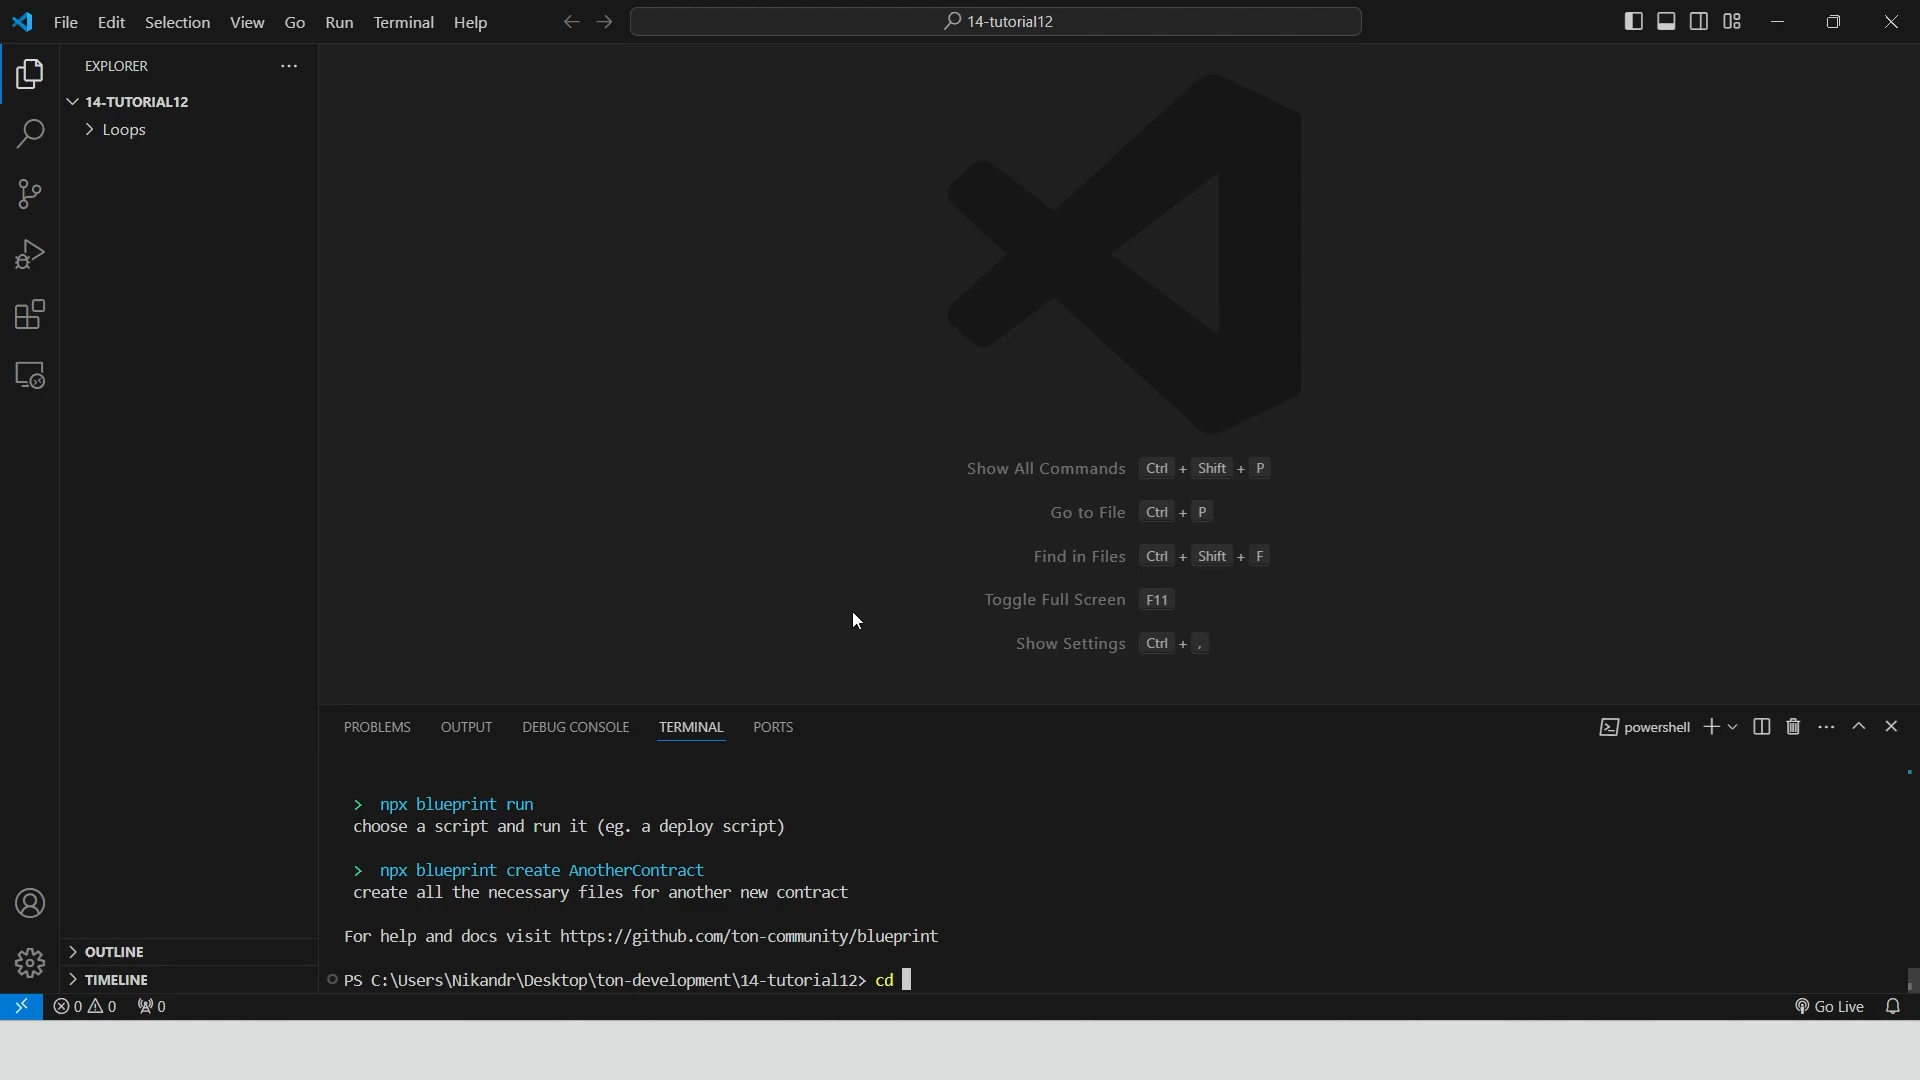 File Edit Selection View Go Run Terminal Help
14-tutorial12
EXPLORER
14-TUTORIAL12
Loops
Show All Commands Ctrl + Shift + P
Go to File Ctrl + P
Find in Files Ctrl + Shift + F
Toggle Full Screen F11
Show Settings Ctrl + ,
PROBLEMS OUTPUT DEBUG CONSOLE TERMINAL PORTS
powershell
> npx blueprint run
choose a script and run it (eg. a deploy script)
> npx blueprint create AnotherContract
create all the necessary files for another new contract
For help and docs visit https://github.com/ton-community/blueprint
PS C:\Users\Nikandr\Desktop\ton-development\14-tutorial12> cd
OUTLINE
TIMELINE
0 0 0
Go Live